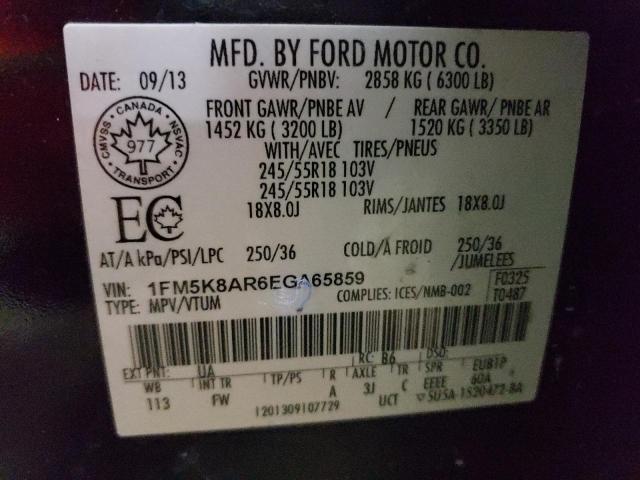 MFD. BY FORD MOTOR CO.
DATE: 09/13 GVWR/PNBV: 2858 KG ( 6300 LB)
FRONT GAWR/PNBE AV / REAR GAWR/ PNBE AR
1452 KG ( 3200 LB) 1520 KG ( 3350 LB)
WITH/AVEC TIRES/PNEUS
245/55R18 103V
245/55R18 103V
18X8.0J RIMS/JANTES 18X8.0J
AT/A kPa/PSI/LPC 250/36 COLD/A FROID 250/36
/JUMELEES
CMVSS CANADA NSVAC
977
TRANSPORT
EC
VIN: 1FM5K8AR6EGA65859 F0325
TYPE: MPV/VTUM COMPLIES: ICES/NMB-002 T0487
EXT PNT: UA RC: B6 DSO:
WB INT TR TP/PS R AXLE TR SPR EUB1P
113 FW A 3J C EEEE 60A
1201309107729 UCT